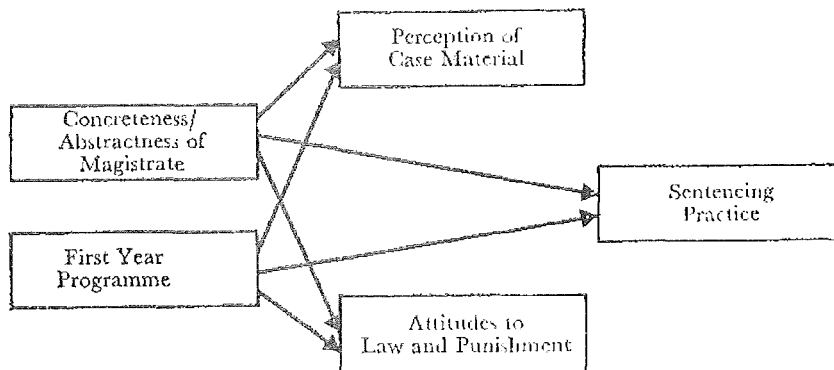 Perception of
Case Material
Concreteness/
Abstractness of
Magistrate
Sentencing
Practice
First Year
Programme
Attitudes to
Law and Punishment